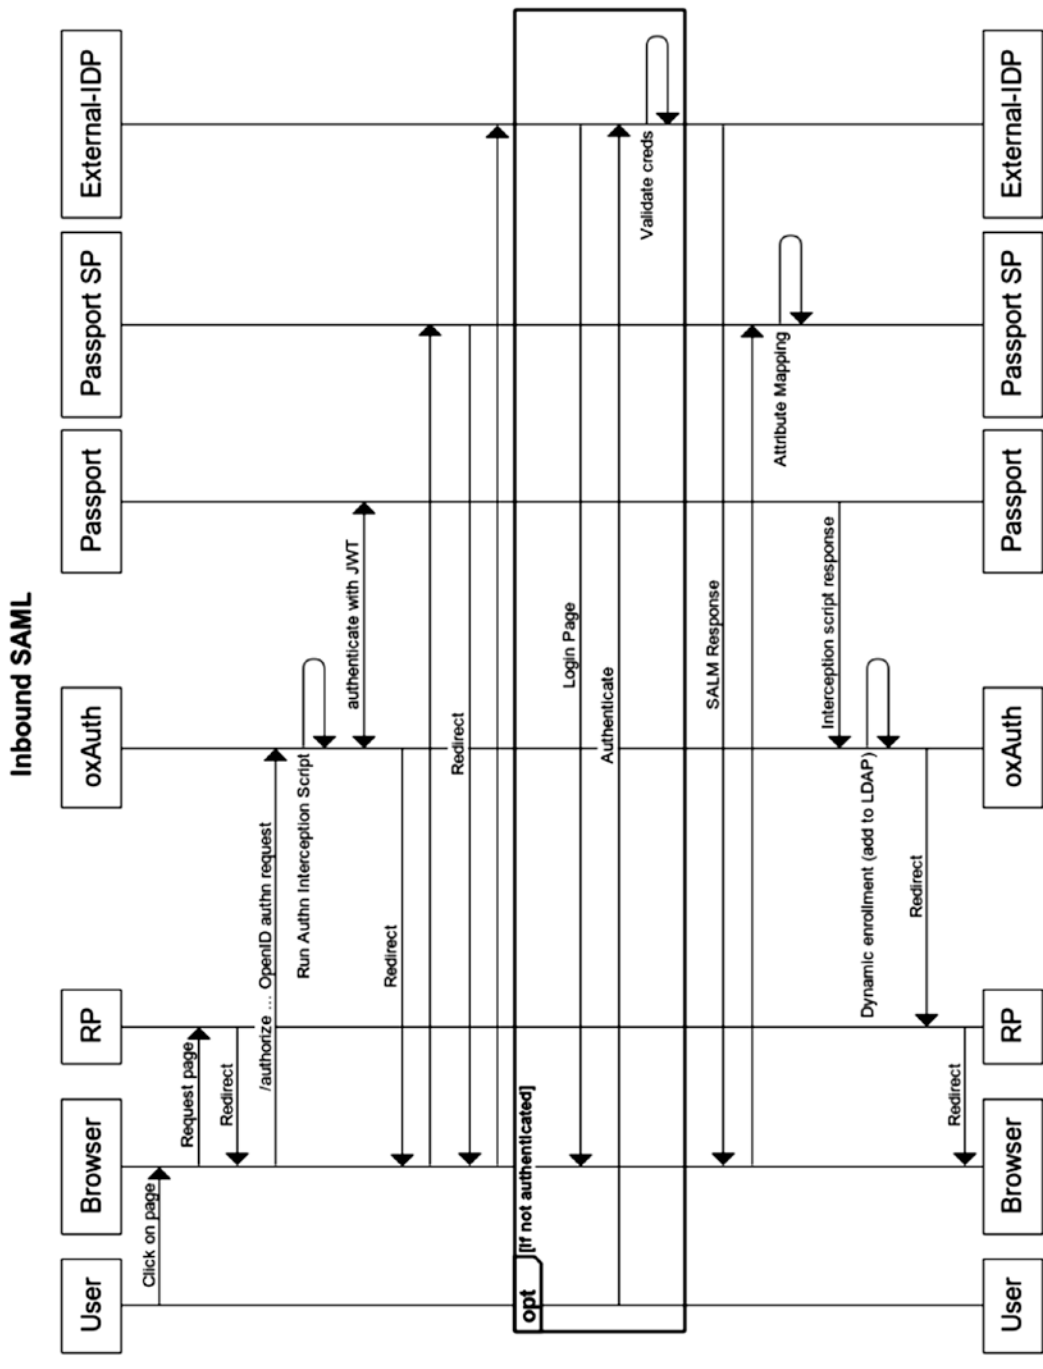 Inbound SAML
User
Browser
RP
oxAuth
Passport
Passport SP
External-IDP
Click on page
Request page
Redirect
/authorize ... OpenID authn request
Run Authn Interception Script
authenticate with JWT
Redirect
Redirect
opt
[If not authenticated]
Login Page
Authenticate
Validate creds
SALM Response
Attribute Mapping
Interception script response
Dynamic enrollment (add to LDAP)
Redirect
Redirect
User
Browser
RP
oxAuth
Passport
Passport SP
External-IDP